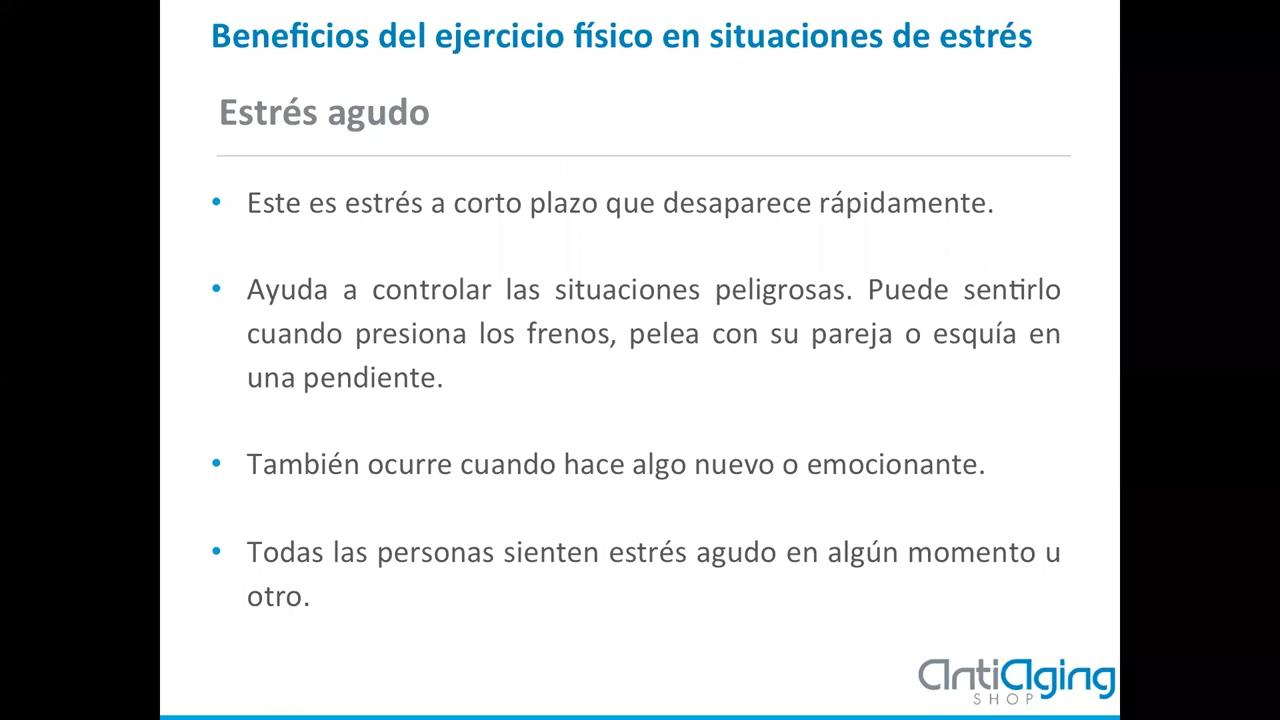 Beneficios del ejercicio físico en situaciones de estrés
Estrés agudo
• Este es estrés a corto plazo que desaparece rápidamente.
• Ayuda a controlar las situaciones peligrosas. Puede sentirlo
cuando presiona los frenos, pelea con su pareja o esquía en
una pendiente.
• También ocurre cuando hace algo nuevo o emocionante.
• Todas las personas sienten estrés agudo en algún momento u
otro.
antiaging
SHOP